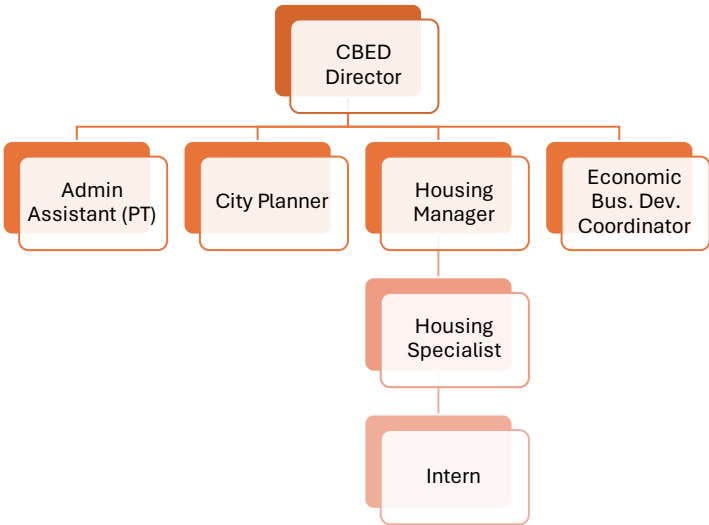 CBED
Director
Admin
Assistant (PT)
City Planner
Housing
Manager
Economic
Bus. Dev.
Coordinator
Housing
Specialist
Intern